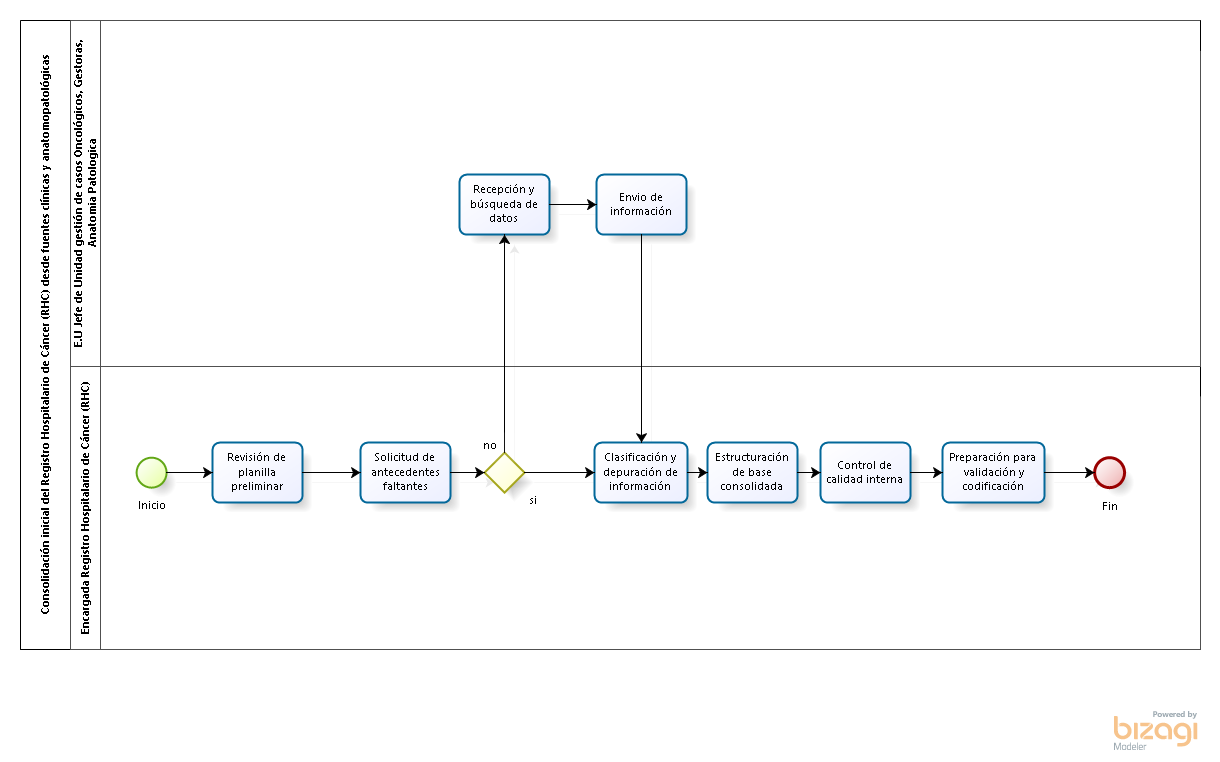 Consolidación inicial del Registro Hospitalario de Cáncer (RHC) desde fuentes clínicas y anatomopatológicas
E.U Jefe de Unidad gestión de casos Oncológicos, Gestoras,
Anatomia Patologica
Recepción y
búsqueda de
datos
Envio de
información
Encargada Registro Hospitalario de Cáncer (RHC)
Inicio
Revisión de
planilla
preliminar
Solicitud de
antecedentes
faltantes
no
si
Clasificación y
depuración de
información
Estructuración
de base
consolidada
Control de
calidad interna
Preparación para
validación y
codificación
Fin
Powered by
bizagi
Modeler